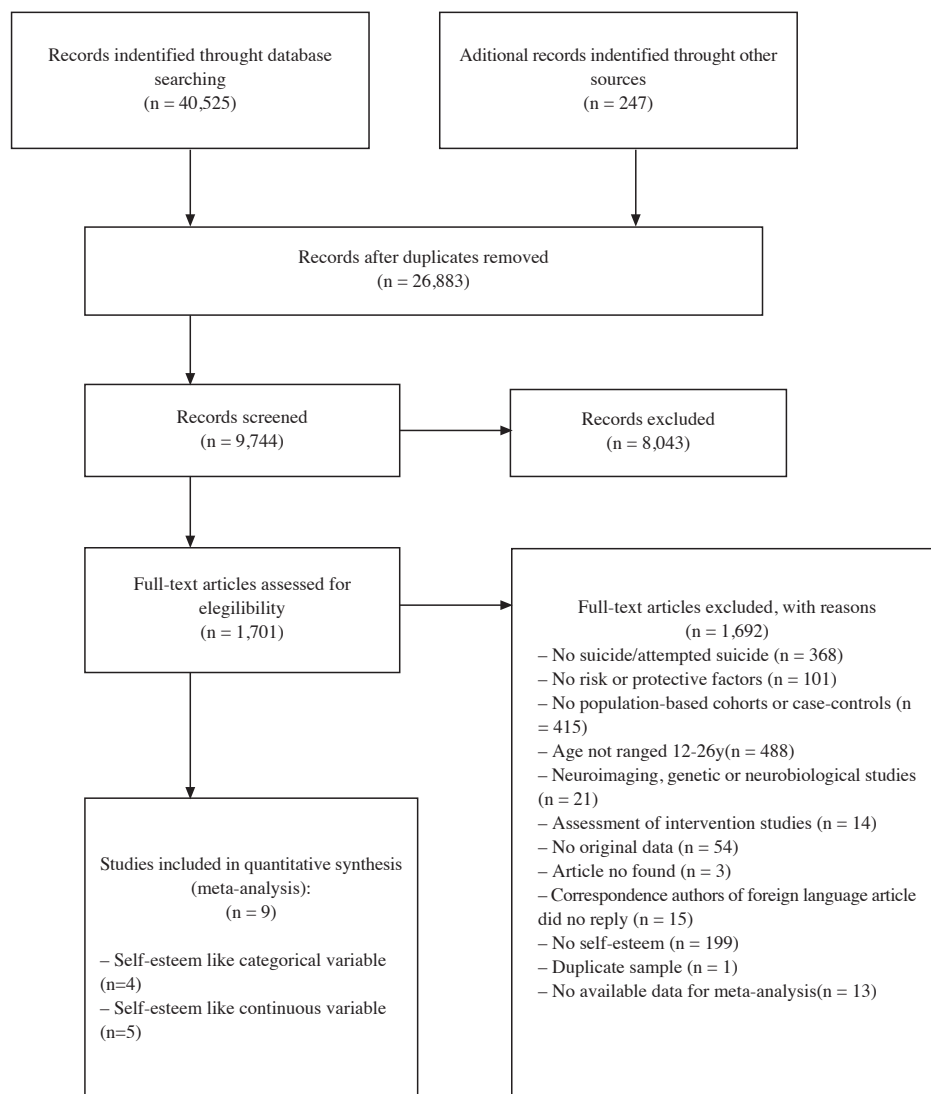 Records indentified throught database
searching
(n = 40,525)
Aditional records indentified throught other
sources
(n = 247)
Records after duplicates removed
(n = 26,883)
Records screened
(n = 9,744)
Records excluded
(n = 8,043)
Full-text articles assessed for
elegilibility
(n = 1,701)
Full-text articles excluded, with reasons
(n = 1,692)
– No suicide/attempted suicide (n = 368)
– No risk or protective factors (n = 101)
– No population-based cohorts or case-controls (n
= 415)
– Age not ranged 12-26y(n = 488)
– Neuroimaging, genetic or neurobiological studies
(n = 21)
– Assessment of intervention studies (n = 14)
– No original data (n = 54)
– Article no found (n = 3)
– Correspondence authors of foreign language article
did no reply (n = 15)
– No self-esteem (n = 199)
– Duplicate sample (n = 1)
– No available data for meta-analysis(n = 13)
Studies included in quantitative synthesis
(meta-analysis):
(n = 9)
– Self-esteem like categorical variable
(n=4)
– Self-esteem like continuous variable
(n=5)